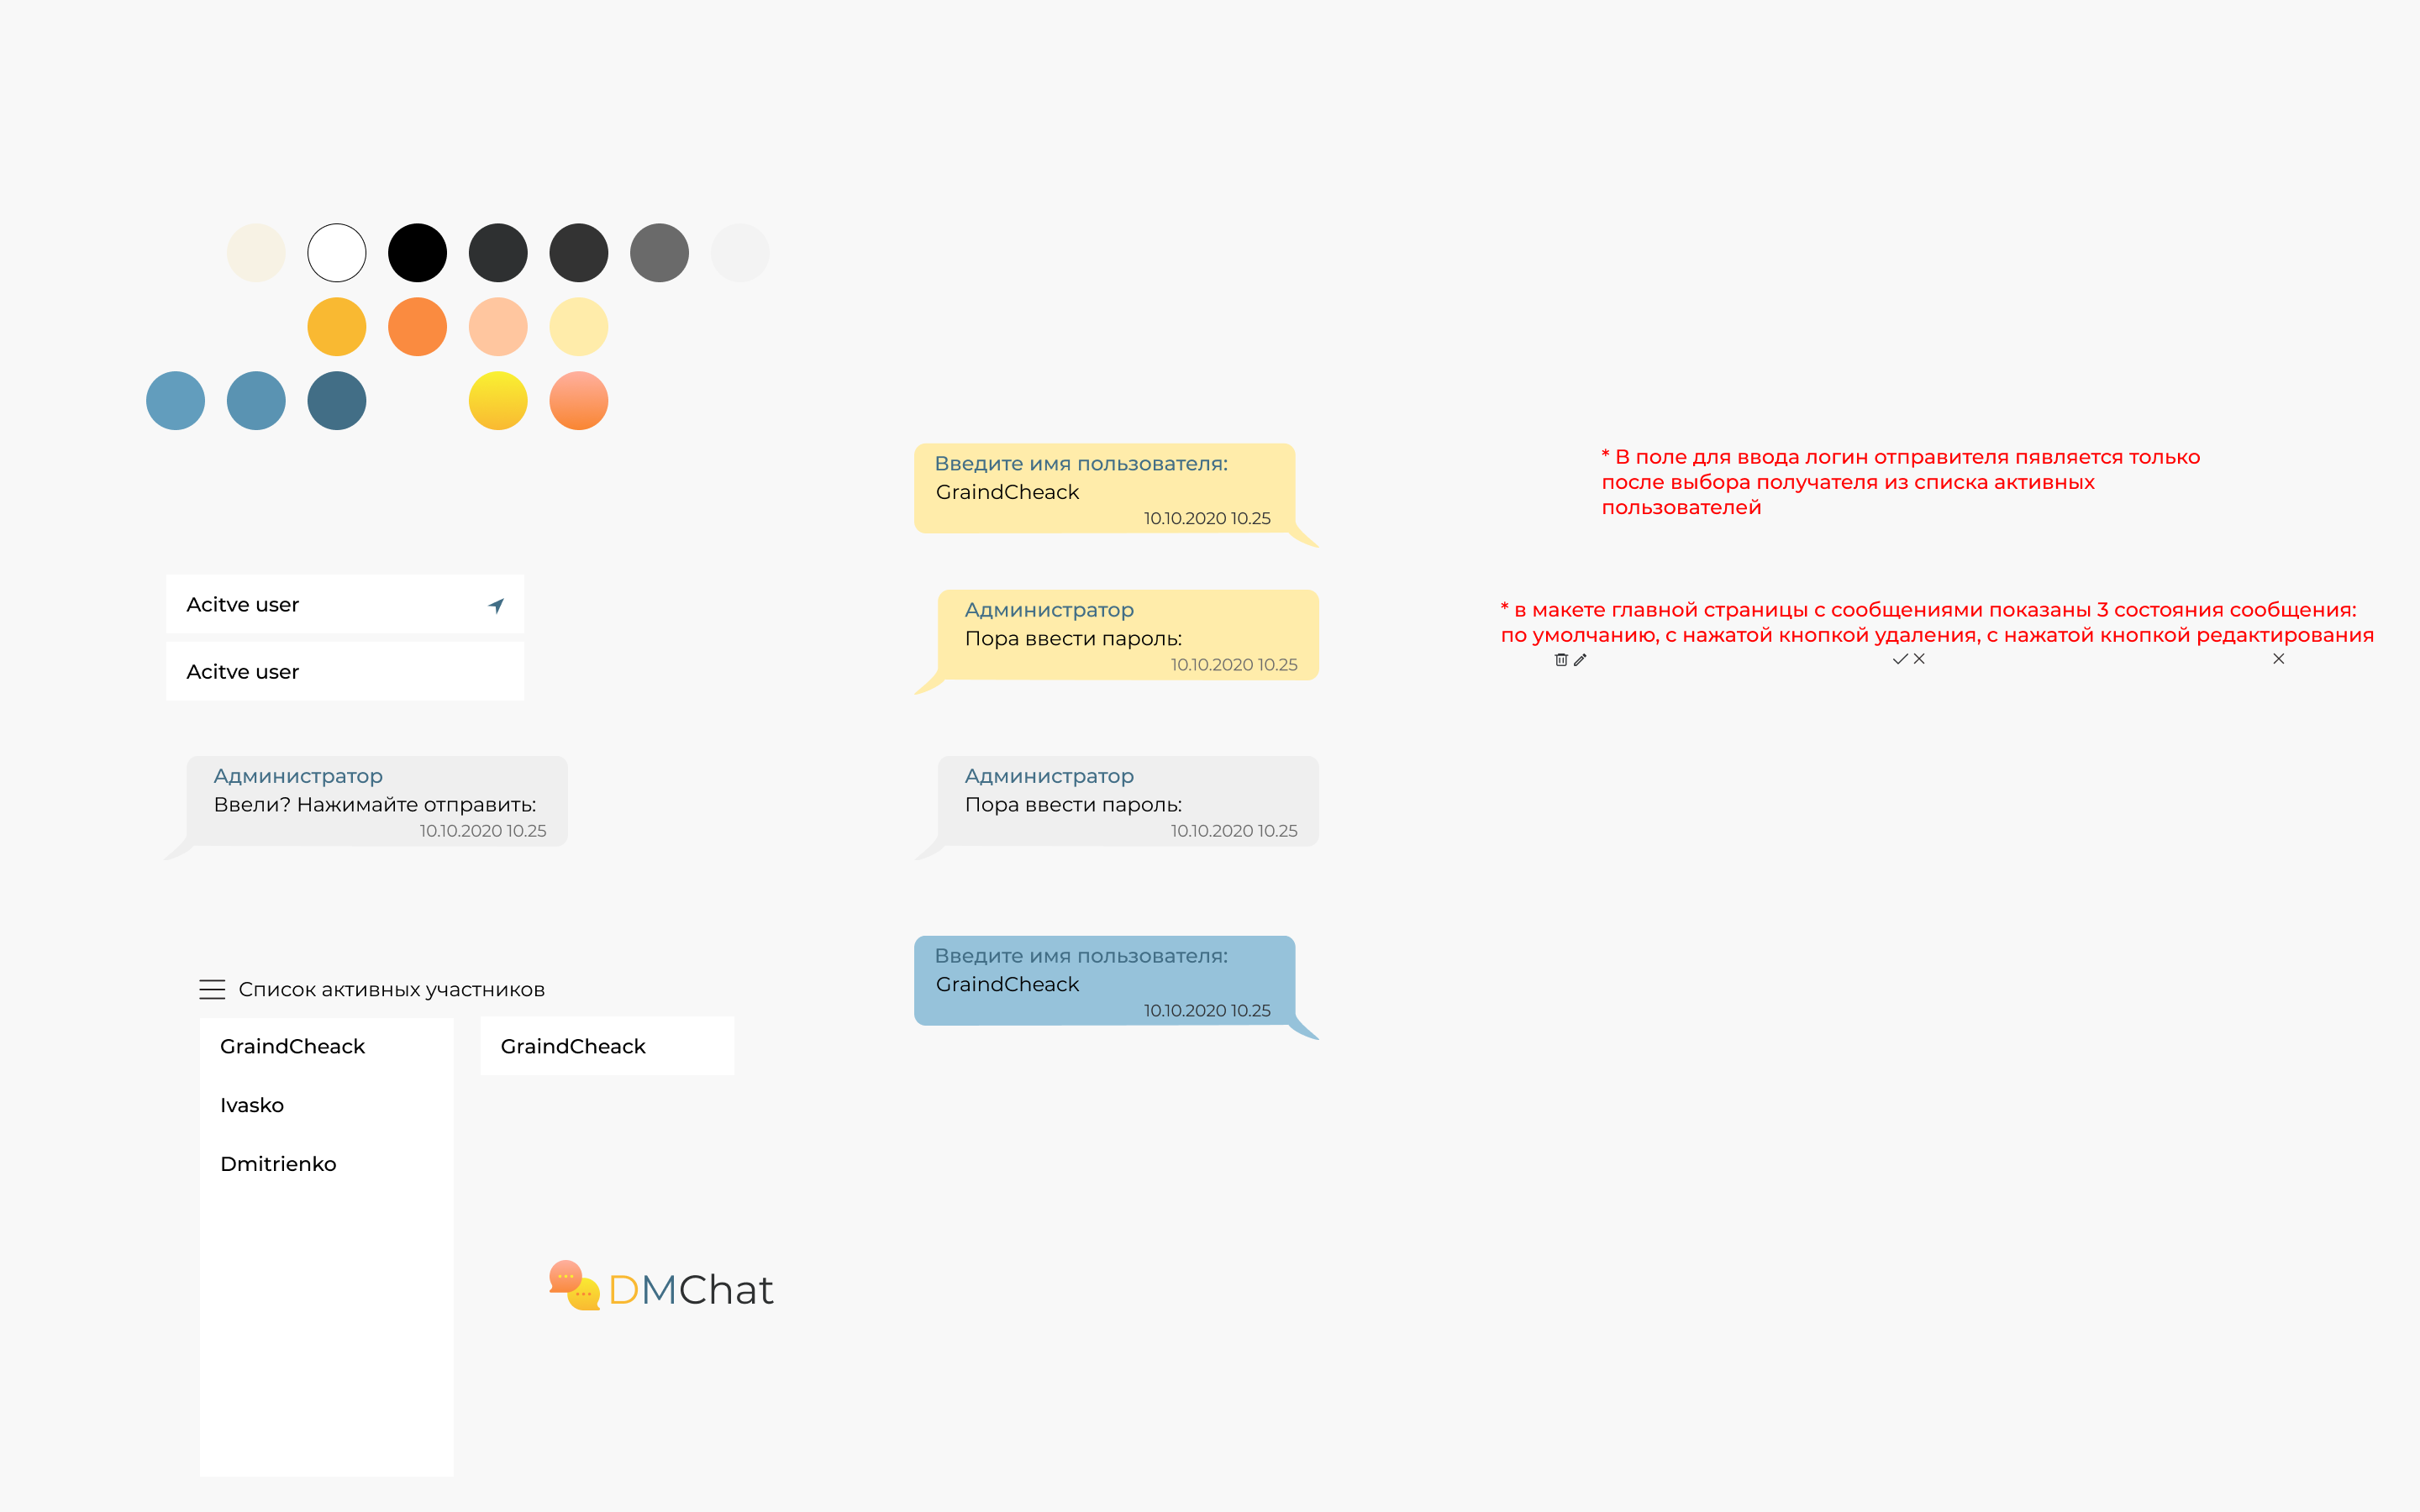 Acitve user
Acitve user
Администратор
Ввели? Нажимайте отправить:
10.10.2020 10.25
Список активных участников
GraindCheack
Ivasko
Dmitrienko
GraindCheack
DMChat
Введите имя пользователя:
GraindCheack
10.10.2020 10.25
Администратор
Пора ввести пароль:
10.10.2020 10.25
Администратор
Пора ввести пароль:
10.10.2020 10.25
Введите имя пользователя:
GraindCheack
10.10.2020 10.25
* В поле для ввода логин отправителя пявляется только
после выбора получателя из списка активных
пользователей
* в макете главной страницы с сообщениями показаны 3 состояния сообщения:
по умолчанию, с нажатой кнопкой удаления, с нажатой кнопкой редактирования